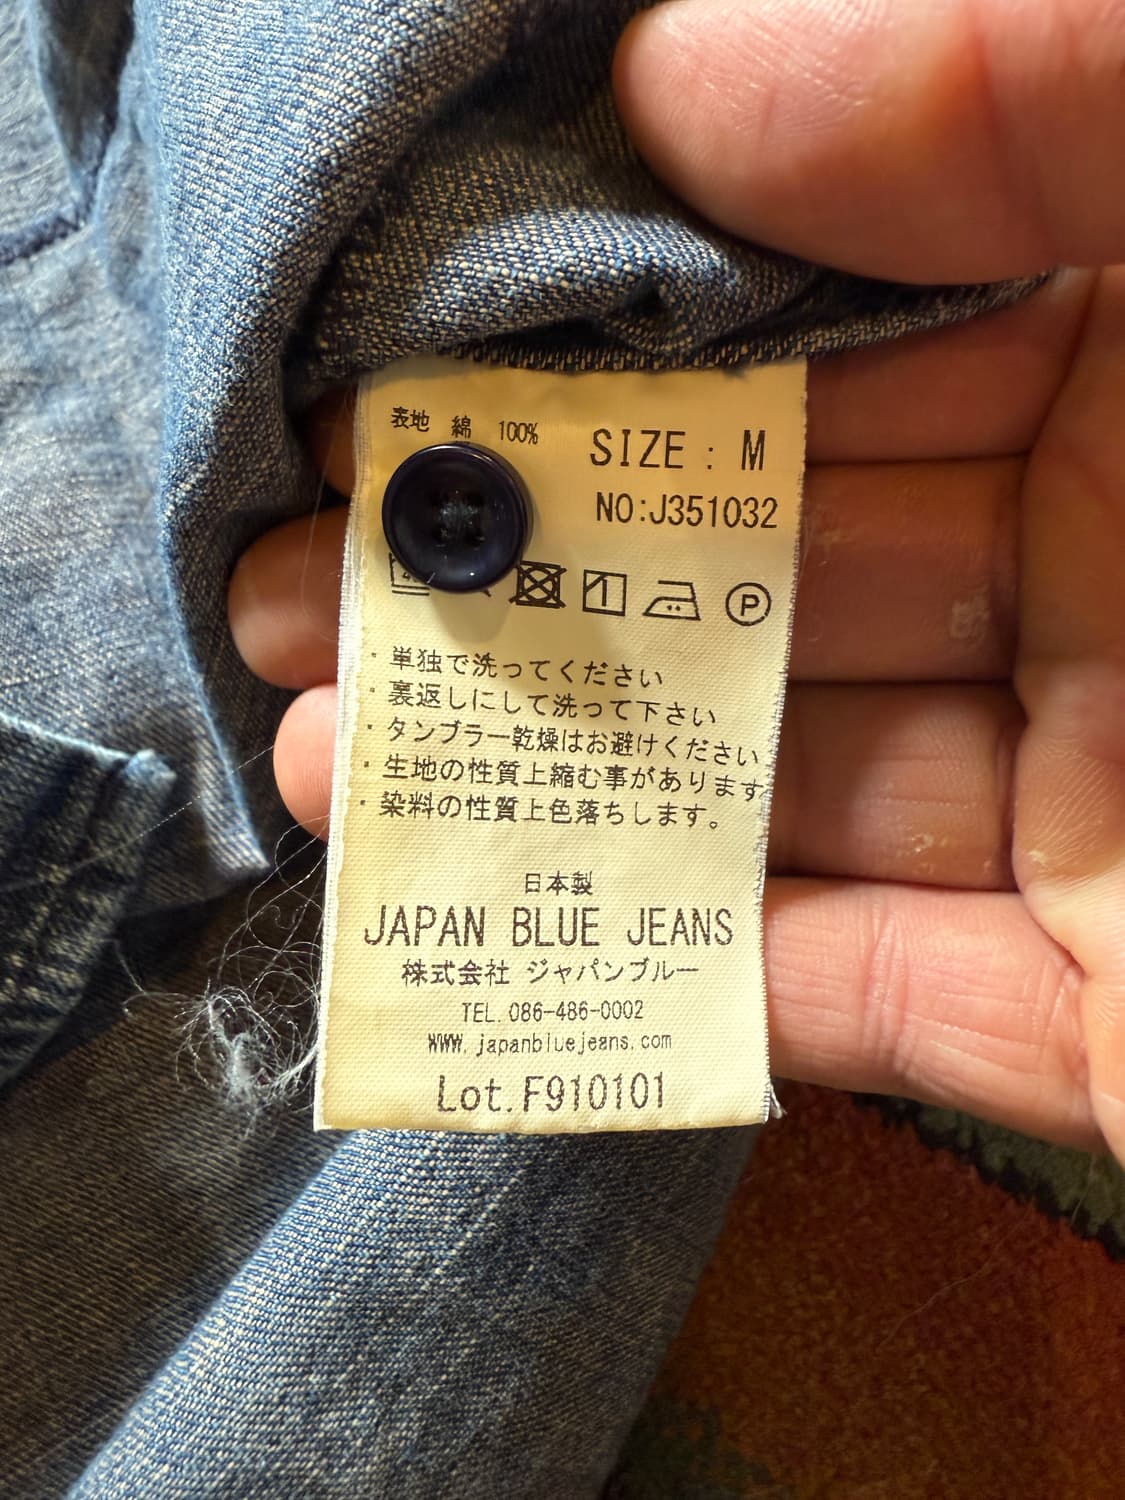 表地 綿 100%
SIZE : M
NO:J351032
P
・単独で洗ってください
・裏返しにして洗って下さい
・タンブラー乾燥はお避けください
・生地の性質上縮む事があります
・染料の性質上色落ちします。
日本製
JAPAN BLUE JEANS
株式会社 ジャパンブルー
TEL. 086-486-0002
WWW. japanbluejeans. com
Lot. F910101